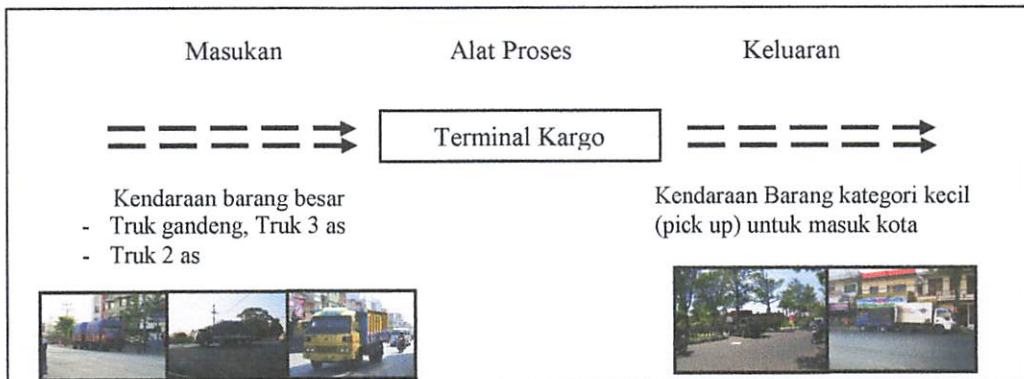 Masukan
Alat Proses
Keluaran
Terminal Kargo
Kendaraan barang besar
- Truk gandeng, Truk 3 as
- Truk 2 as
Kendaraan Barang kategori kecil
(pick up) untuk masuk kota